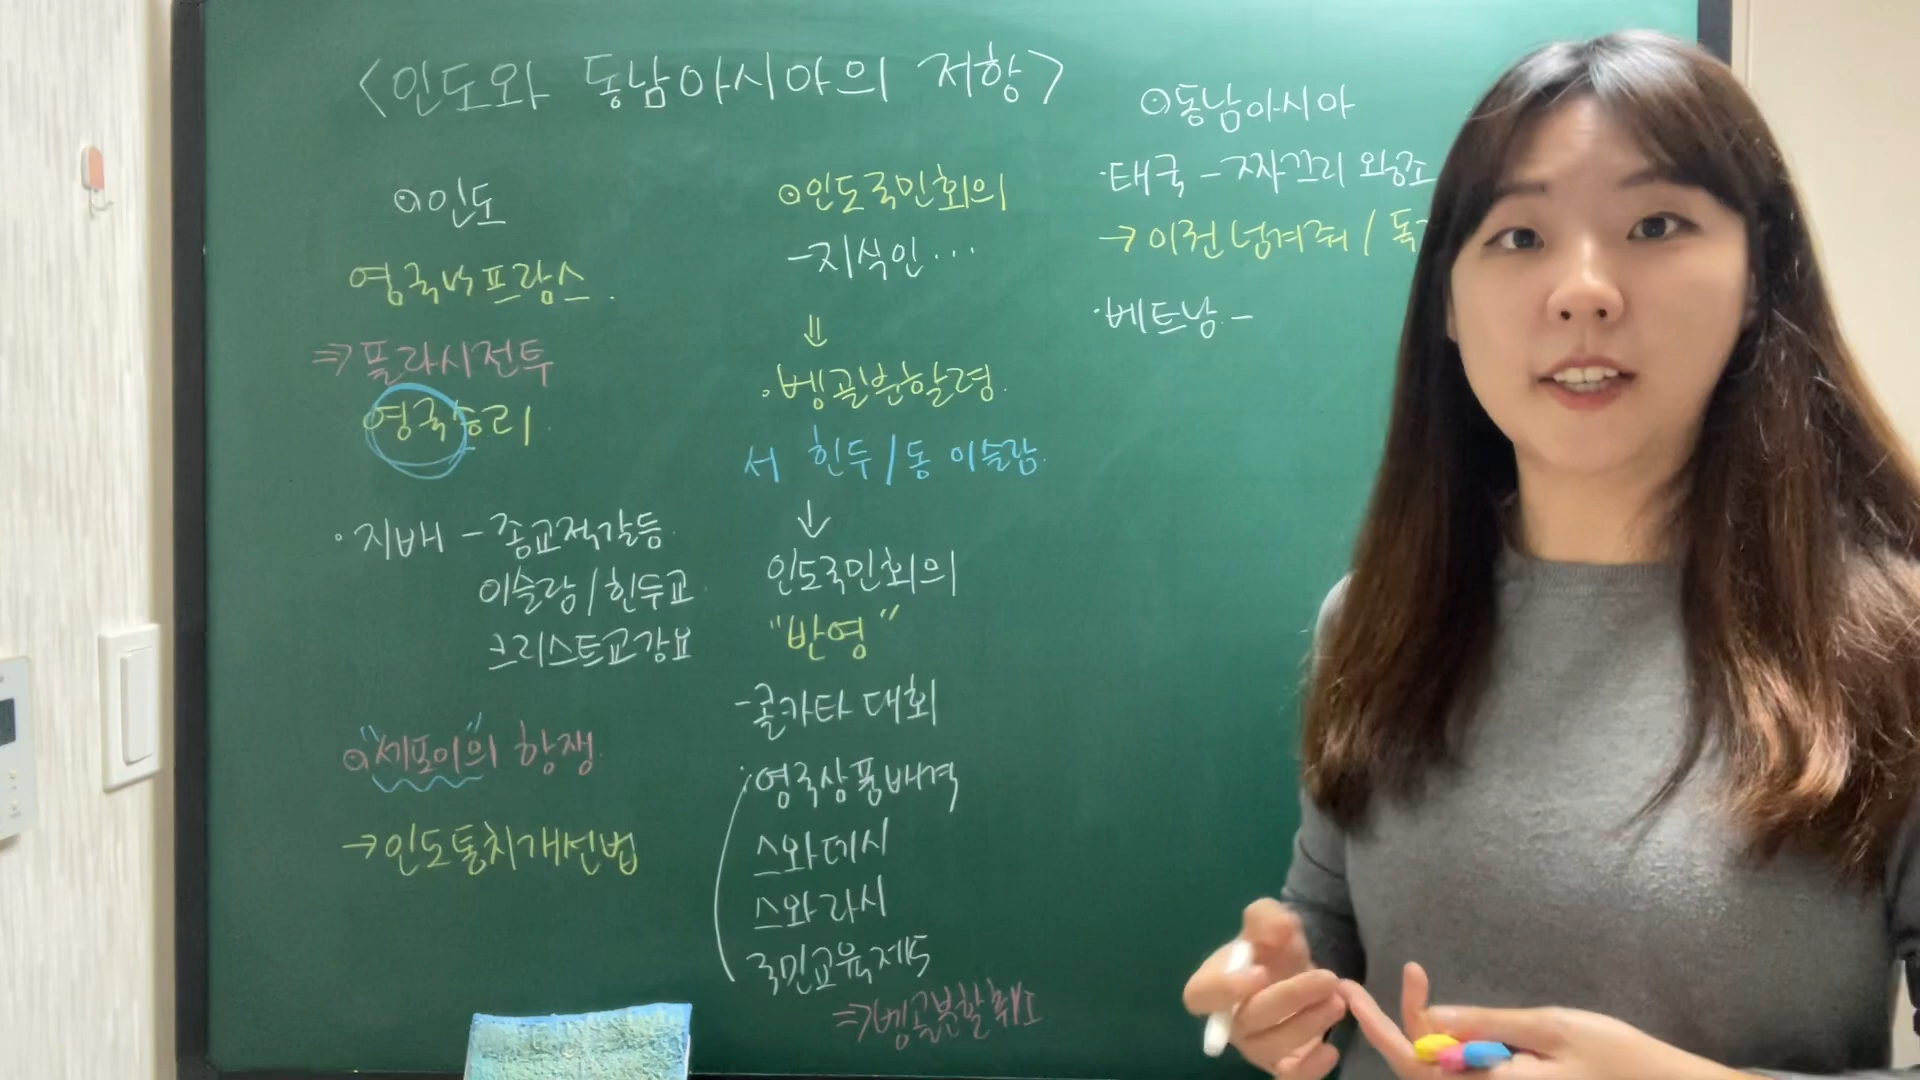 <인도와 동남아시아의 저항>
⊙인도
영국 vs 프랑스.
⇒플라시전투
영국승리.
·지배 - 종교적갈등.
이슬람/힌두교
크리스트교강요
⊙"세포이"의 항쟁.
→인도통치개선법
⊙인도국민회의
-지식인...
⇓
·벵골분할령.
서 힌두/동 이슬람.
↓
인도국민회의
"반영"
-콜카타 대회
·영국상품배격
스와데시
스와라시
국민교육제도
⇒벵골분할취소
⊙동남아시아
·태국 - 짜끄리 왕조
→이권넘겨줘 / 독
·베트남. -